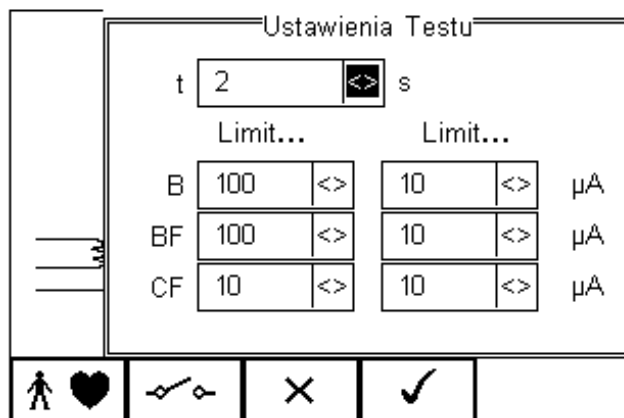 Ustawienia Testu
t 2 <> s
Limit... Limit...
B 100 <> 10 <> µA
BF 100 <> 10 <> µA
CF 10 <> 10 <> µA